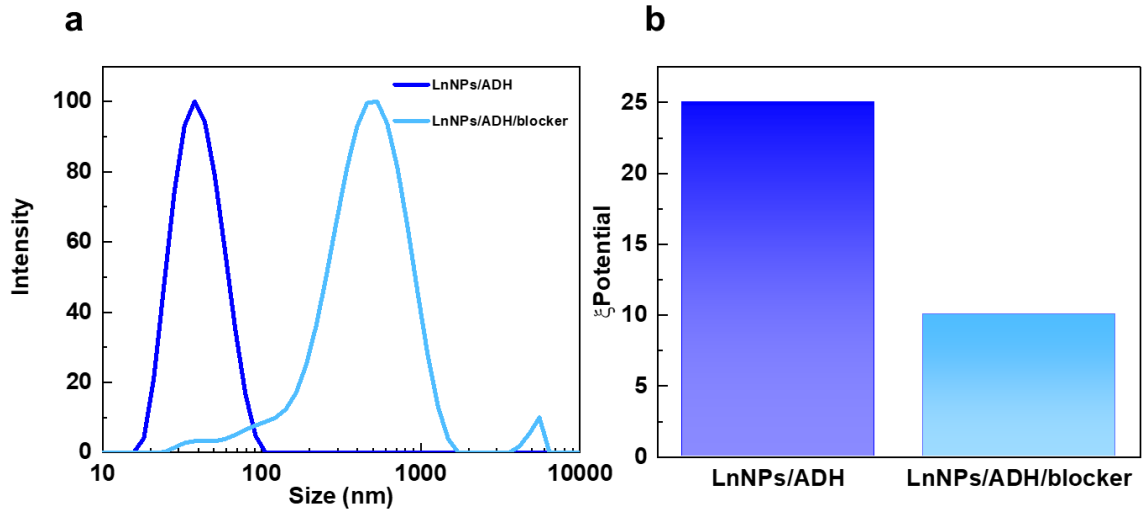 a
LnNPs/ADH
LnNPs/ADH/blocker
Intensity
100
80
60
40
20
0
10
100
1000
10000
Size (nm)
b
ξPotential
25
20
15
10
5
0
LnNPs/ADH
LnNPs/ADH/blocker